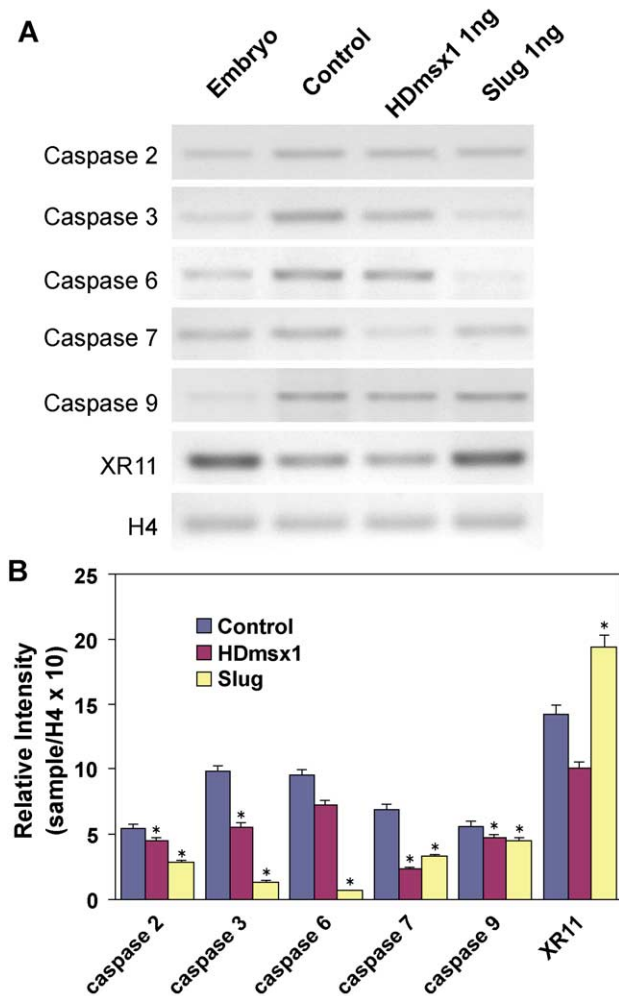 A
Embryo
Control
HDmsx1 1ng
Slug 1ng
Caspase 2
Caspase 3
Caspase 6
Caspase 7
Caspase 9
XR11
H4
B
Relative Intensity
(sample/H4 x 10)
25
20
15
10
5
0
Control
HDmsx1
Slug
*
*
*
*
*
*
*
*
*
*
caspase 2
caspase 3
caspase 6
caspase 7
caspase 9
XR11